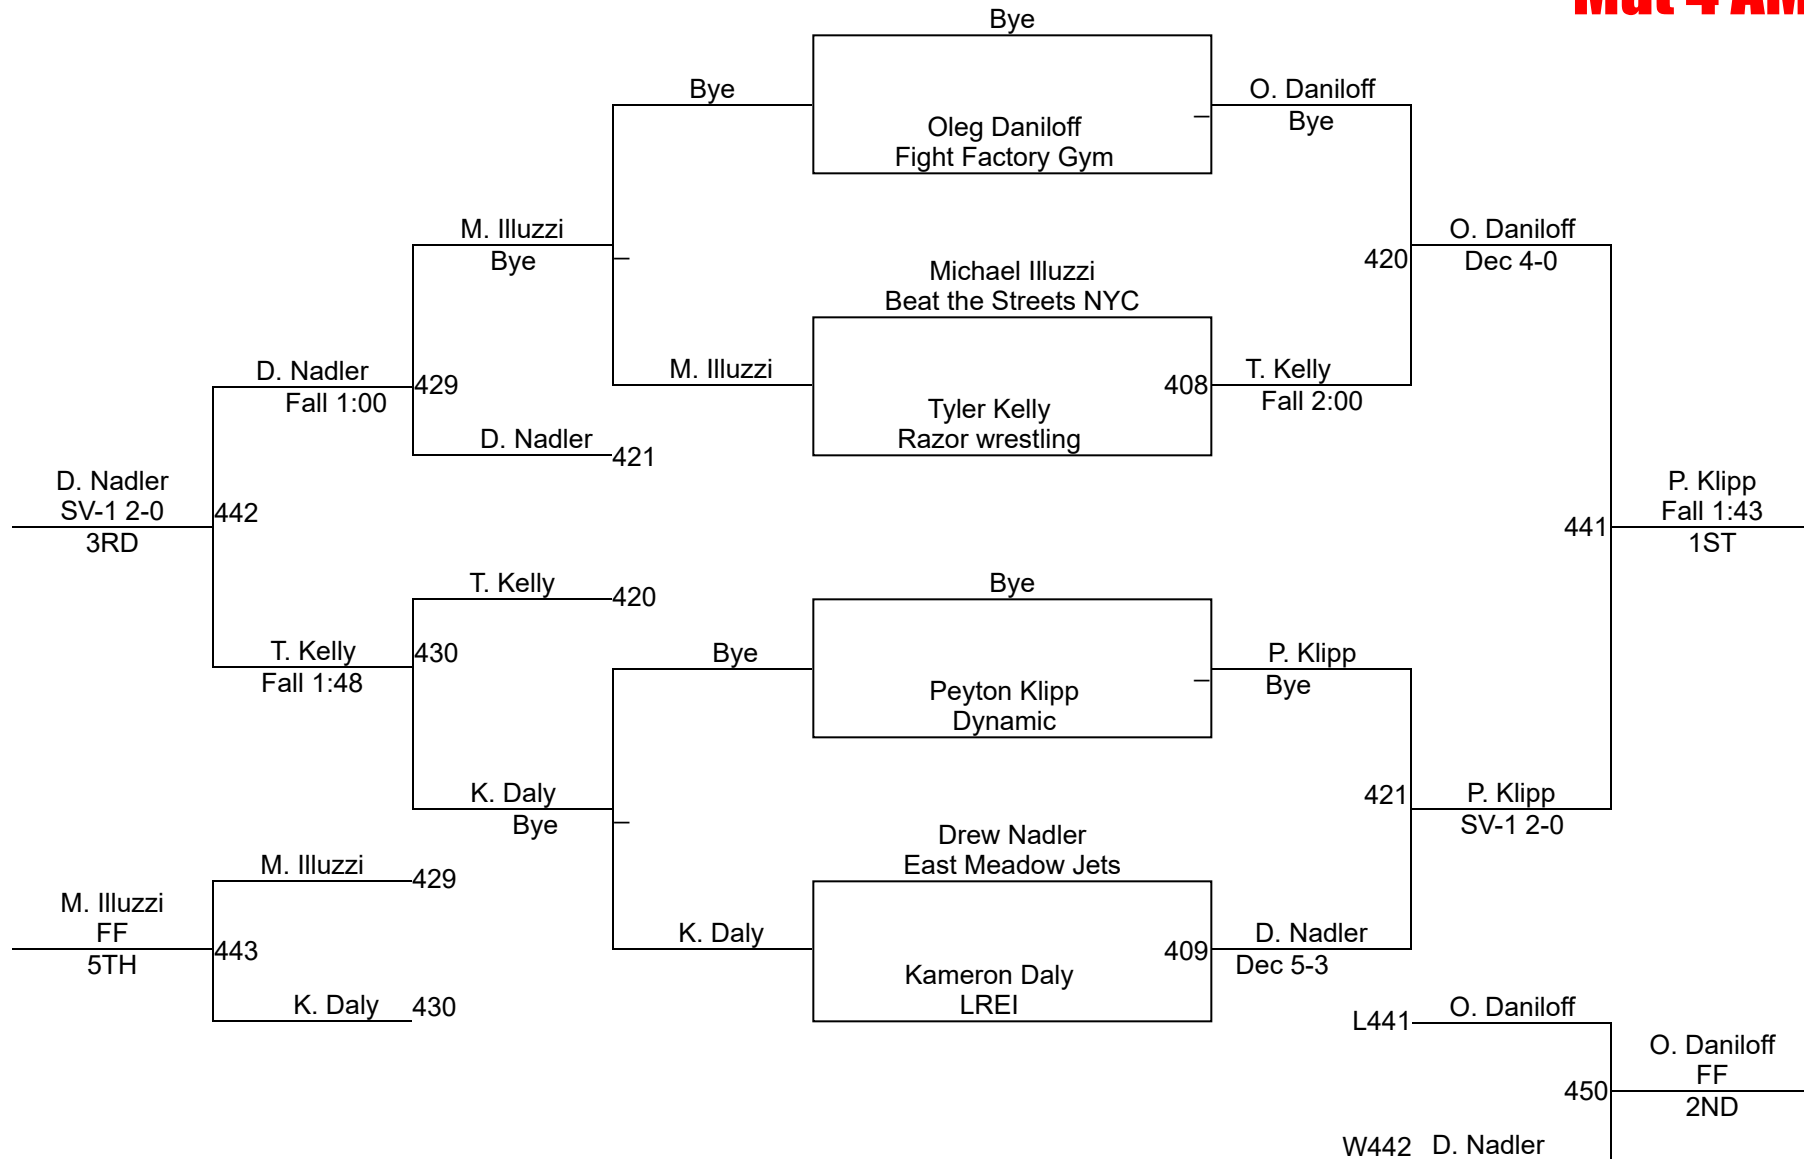 Mat 4 AM
Bye
Bye
Oleg Daniloff
Fight Factory Gym
O. Daniloff
Bye
M. Illuzzi
Bye
O. Daniloff
Dec 4-0
420
Michael Illuzzi
Beat the Streets NYC
D. Nadler
Fall 1:00
429
M. Illuzzi
408
T. Kelly
Fall 2:00
Tyler Kelly
Razor wrestling
D. Nadler
421
D. Nadler
SV-1 2-0
3RD
442
441
P. Klipp
Fall 1:43
1ST
T. Kelly
420
Bye
T. Kelly
Fall 1:48
430
Bye
Peyton Klipp
Dynamic
P. Klipp
Bye
K. Daly
Bye
421
P. Klipp
SV-1 2-0
Drew Nadler
East Meadow Jets
M. Illuzzi
429
M. Illuzzi
FF
5TH
443
K. Daly
409
D. Nadler
Dec 5-3
Kameron Daly
LREI
K. Daly
430
L441
O. Daniloff
O. Daniloff
FF
2ND
450
W442
D. Nadler